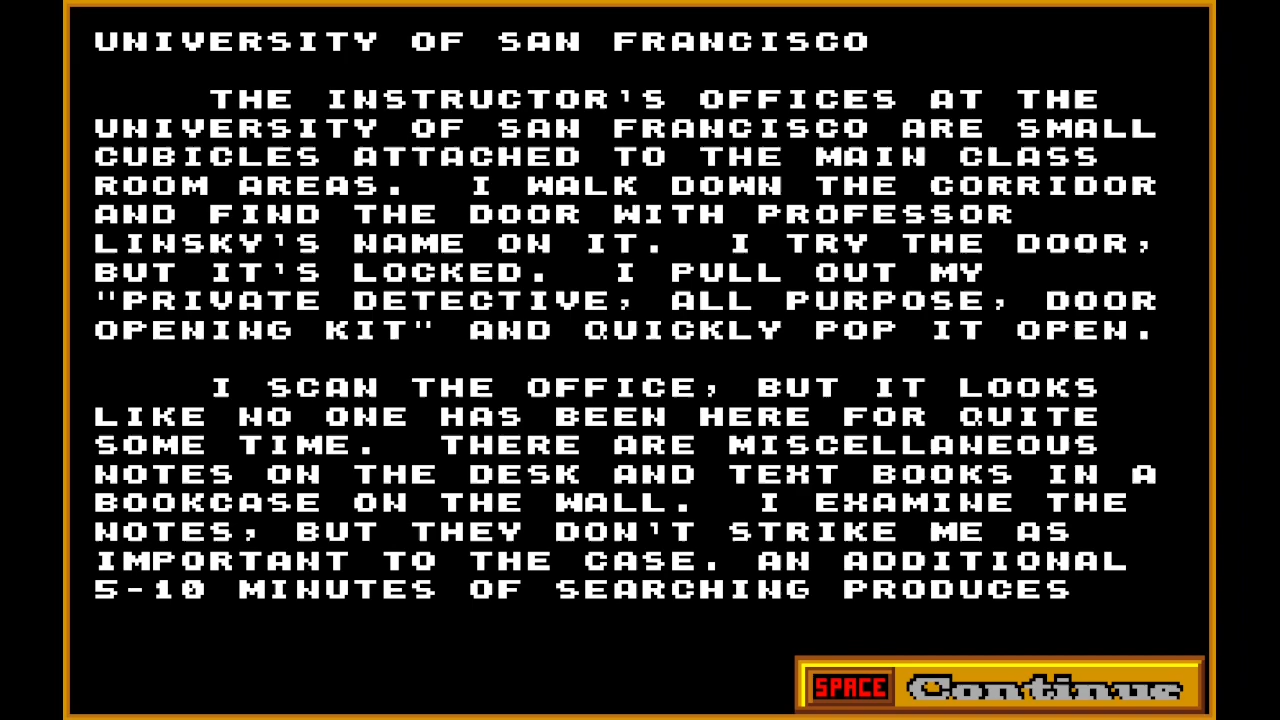 UNIVERSITY OF SAN FRANCISCO
THE INSTRUCTOR'S OFFICES AT THE
UNIVERSITY OF SAN FRANCISCO ARE SMALL
CUBICLES ATTACHED TO THE MAIN CLASS
ROOM AREAS. I WALK DOWN THE CORRIDOR
AND FIND THE DOOR WITH PROFESSOR
LINSKY'S NAME ON IT. I TRY THE DOOR,
BUT IT'S LOCKED. I PULL OUT MY
"PRIVATE DETECTIVE, ALL PURPOSE, DOOR
OPENING KIT" AND QUICKLY POP IT OPEN.
I SCAN THE OFFICE, BUT IT LOOKS
LIKE NO ONE HAS BEEN HERE FOR QUITE
SOME TIME. THERE ARE MISCELLANEOUS
NOTES ON THE DESK AND TEXT BOOKS IN A
BOOKCASE ON THE WALL. I EXAMINE THE
NOTES, BUT THEY DON'T STRIKE ME AS
IMPORTANT TO THE CASE. AN ADDITIONAL
5-10 MINUTES OF SEARCHING PRODUCES
SPACE Continue